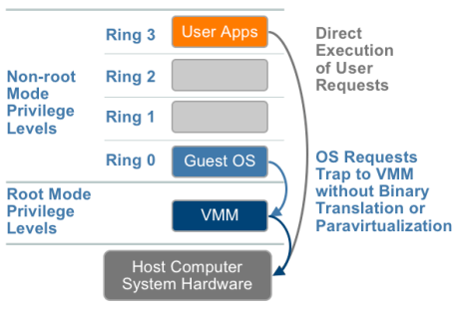 Ring 3
User Apps
Direct
Execution
of User
Requests
Non-root
Mode
Privilege
Levels
Ring 2
Ring 1
Ring 0
Guest OS
OS Requests
Trap to VMM
without Binary
Translation or
Paravirtualization
Root Mode
Privilege
Levels
VMM
Host Computer
System Hardware